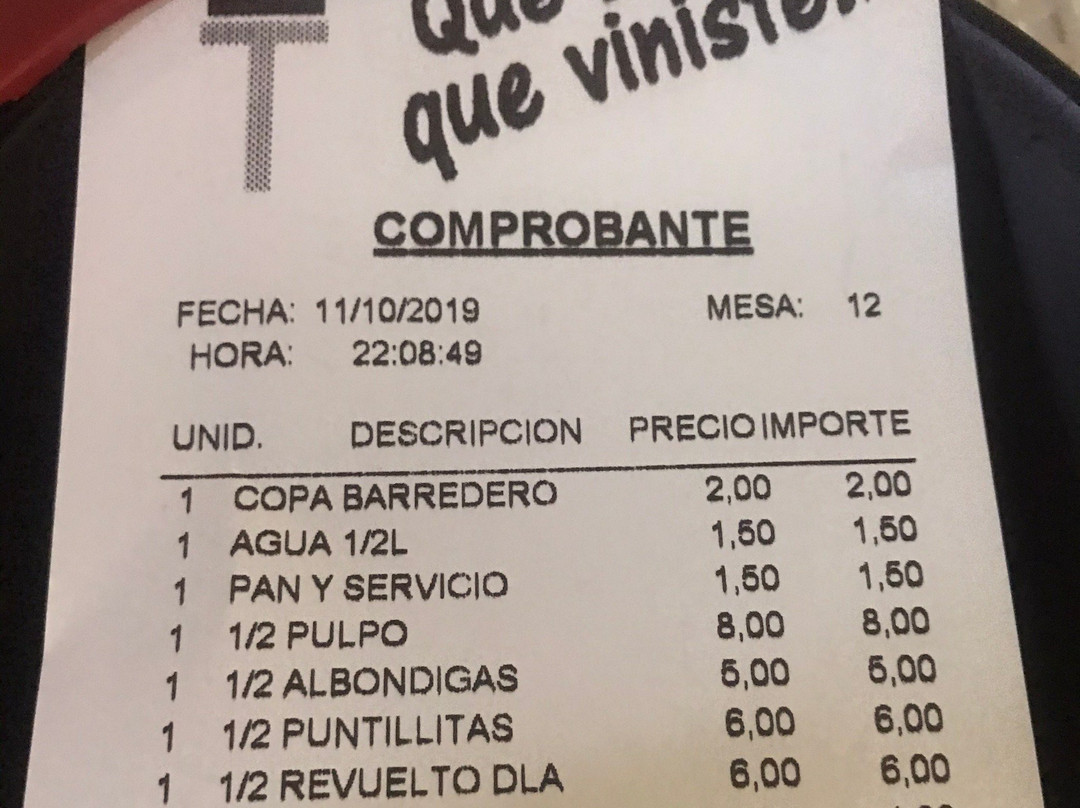 T
que
COMPROBANTE
FECHA: 11/10/2019 MESA: 12
HORA: 22:08:49
UNID. DESCRIPCION PRECIO IMPORTE
1 COPA BARREDERO 2,00 2,00
1 AGUA 1/2L 1,50 1,50
1 PAN Y SERVICIO 1,50 1,50
1 1/2 PULPO 8,00 8,00
1 1/2 ALBONDIGAS 5,00 5,00
1 1/2 PUNTILLITAS 6,00 6,00
1 1/2 REVUELTO DLA 6,00 6,00